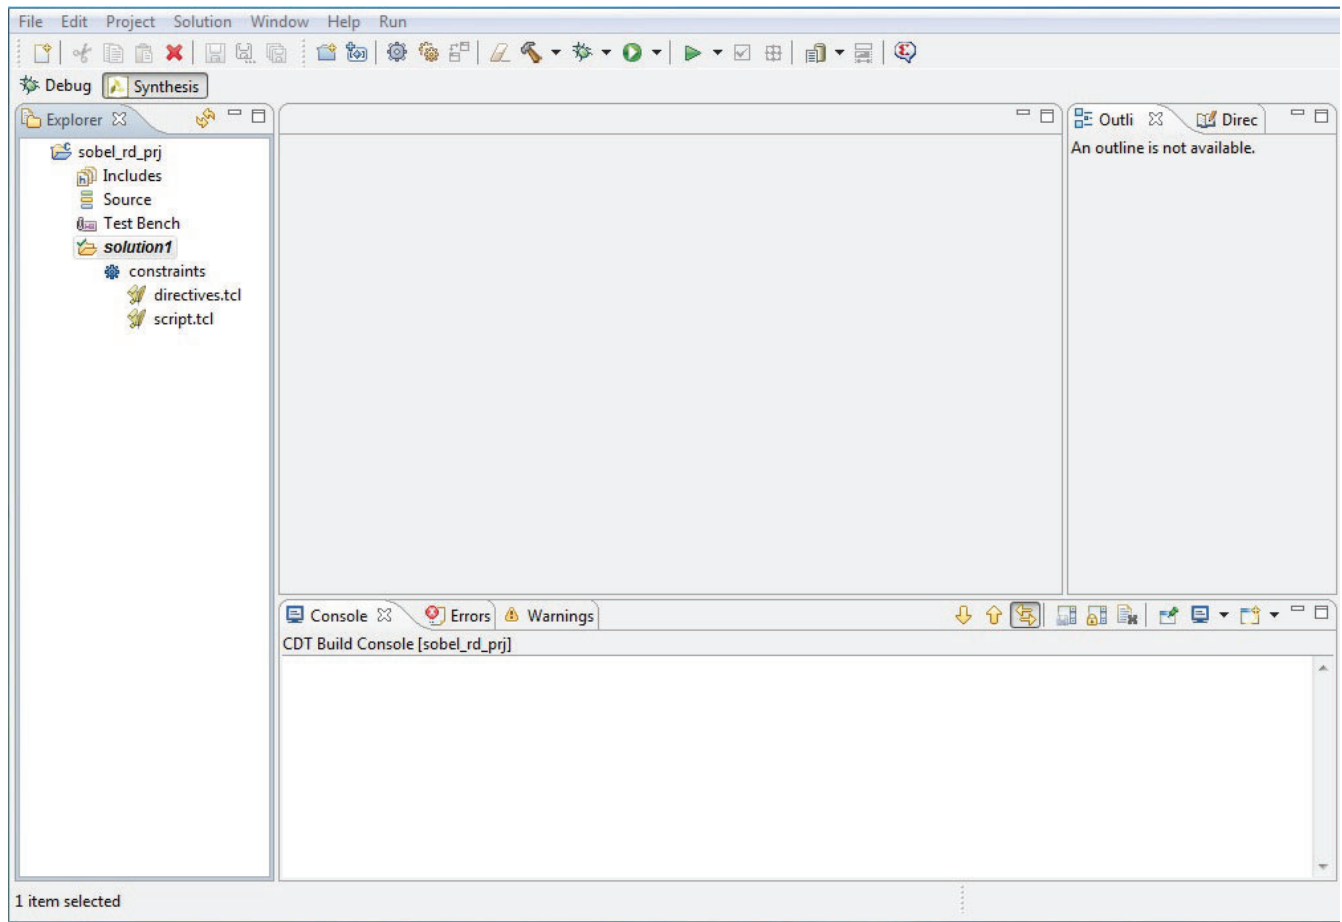 File Edit Project Solution Window Help Run
Debug Synthesis
Explorer
sobel_rd_prj
Includes
Source
Test Bench
solution1
constraints
directives.tcl
script.tcl
Outli Direc
An outline is not available.
Console Errors Warnings
CDT Build Console [sobel_rd_prj]
1 item selected